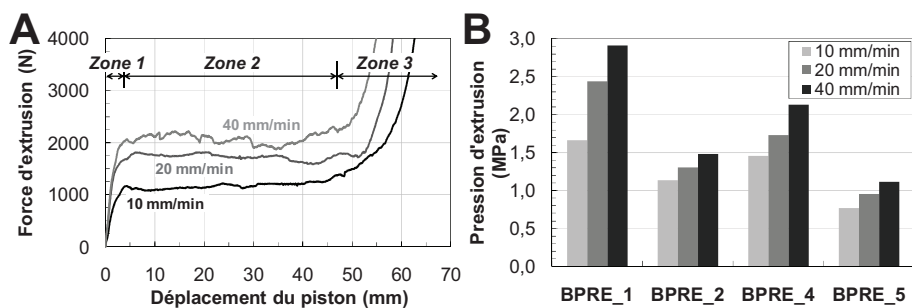 A
Force d'extrusion (N)
4000
3000
2000
1000
0
Zone 1
Zone 2
Zone 3
40 mm/min
20 mm/min
10 mm/min
0 10 20 30 40 50 60 70
Déplacement du piston (mm)
B
Pression d'extrusion
(MPa)
3,0
2,5
2,0
1,5
1,0
0,5
0,0
10 mm/min
20 mm/min
40 mm/min
BPRE_1 BPRE_2 BPRE_4 BPRE_5